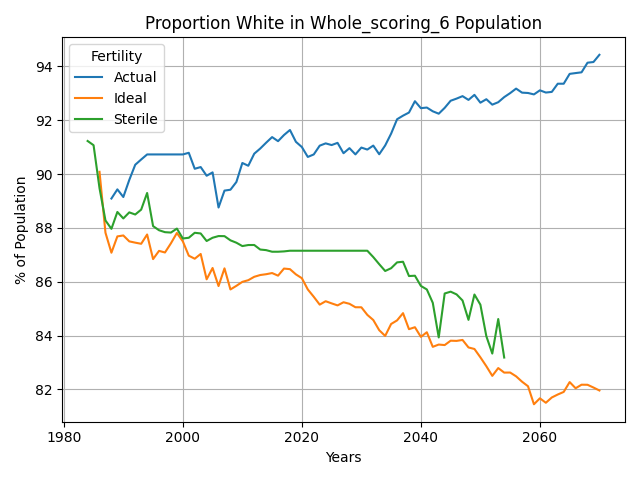 Proportion White in Whole_scoring_6 Population
Fertility
Actual
Ideal
Sterile
% of Population
94
92
90
88
86
84
82
1980
2000
2020
2040
2060
Years